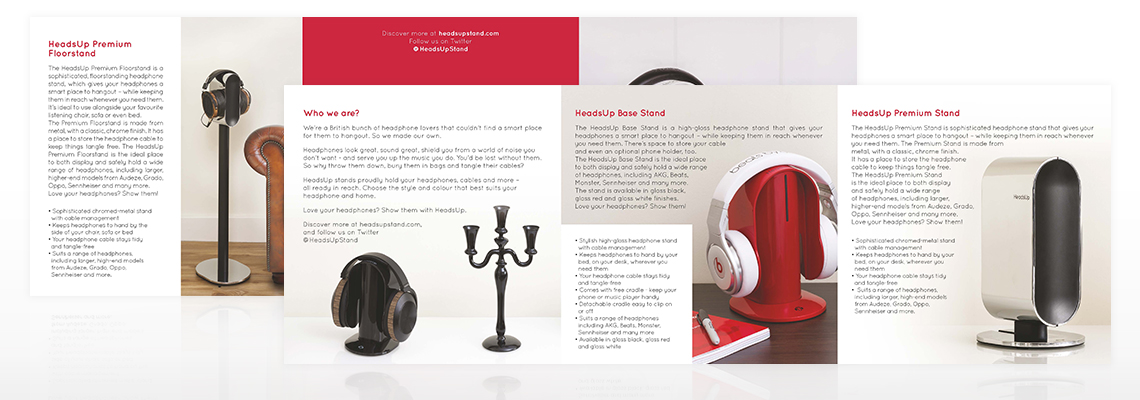 HeadsUp Premium
Floorstand
The HeadsUp Premium Floorstand is a
sophisticated, floorstanding headphone
stand, which gives your headphones a
smart place to hangout – while keeping
them in reach whenever you need them.
It's ideal to use alongside your favourite
listening chair, sofa or even bed.
The Premium Floorstand is made from
metal, with a classic, chrome finish. It has
a place to store the headphone cable to
keep things tangle free. The HeadsUp
Premium Floorstand is the ideal place
to both display and safely hold a wide
range of headphones, including larger,
higher-end models from Audeze, Grado,
Oppo, Sennheiser and many more.
Love your headphones? Show them!
• Sophisticated chromed-metal stand
with cable management
• Keeps headphones to hand by the
side of your chair, sofa or bed
• Your headphone cable stays tidy
and tangle free
• Suits a range of headphones,
including larger, high-end models
from Audeze, Grado, Oppo,
Sennheiser and more.
Discover more at headsupstand.com
Follow us on Twitter
@HeadsUpStand
Who we are?
We're a British bunch of headphone lovers that couldn't find a smart place
for them to hangout. So we made our own.
Headphones look great, sound great, shield you from a world of noise you
don't want – and serve you up the music you do. You'd be lost without them.
So why throw them down, bury them in bags and tangle their cables?
HeadsUp stands proudly hold your headphones, cables and more –
all ready in reach. Choose the style and colour that best suits your
headphone and home.
Love your headphones? Show them with HeadsUp.
Discover more at headsupstand.com,
and follow us on Twitter
@HeadsUpStand
HeadsUp Base Stand
The HeadsUp Base Stand is a high-gloss headphone stand that gives your
headphones a smart place to hangout – while keeping them in reach whenever
you need them. There's space to store your cable
and even an optional phone holder, too.
The HeadsUp Base Stand is the ideal place
to both display and safely hold a wide range
of headphones, including AKG, Beats,
Monster, Sennheiser and many more.
The stand is available in gloss black,
gloss red and gloss white finishes.
Love your headphones? Show them!
• Stylish high-gloss headphone stand
with cable management
• Keeps headphones to hand by your
bed, on your desk, wherever you
need them
• Your headphone cable stays tidy
and tangle free
• Comes with free cradle - keep your
phone or music player handy
• Detachable cradle easy to clip on
or off
• Suits a range of headphones
including AKG, Beats, Monster,
Sennheiser and many more
• Available in gloss black, gloss red
and gloss white
beats
b
HeadsUp Premium Stand
The HeadsUp Premium Stand is sophisticated headphone stand that gives your
headphones a smart place to hangout – while keeping them in reach whenever
you need them. The Premium Stand is made from
metal, with a classic, chrome finish.
It has a place to store the headphone
cable to keep things tangle free.
The HeadsUp Premium Stand
is the ideal place to both display
and safely hold a wide range
of headphones, including larger,
higher-end models from Audeze, Grado,
Oppo, Sennheiser and many more.
Love your headphones? Show them!
• Sophisticated chromed-metal stand
with cable management
• Keeps headphones to hand by your
bed, on your desk, wherever you
need them
• Your headphone cable stays tidy
and tangle free
• Suits a range of headphones,
including larger, high-end models
from Audeze, Grado, Oppo,
Sennheiser and more.
HeadsUp